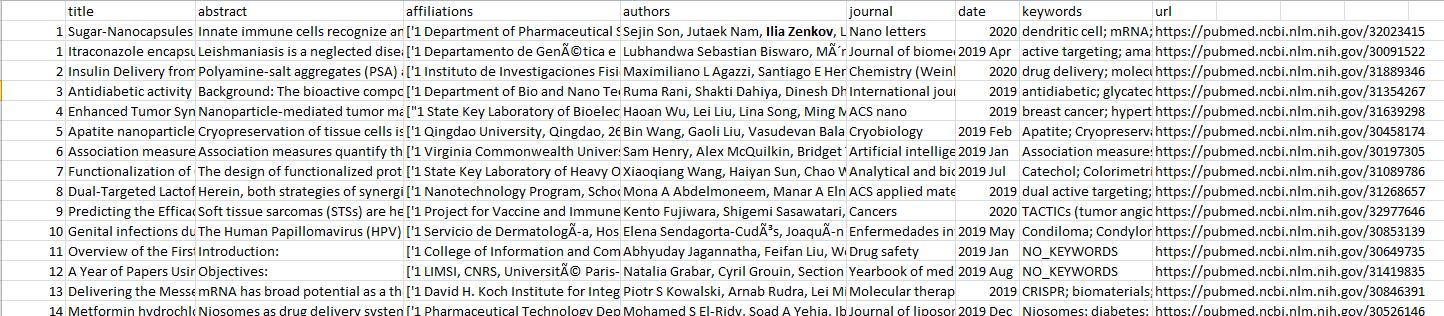 title abstract affiliations authors journal date keywords url
1 Sugar-Nanocapsules Innate immune cells recognize an ['1 Department of Pharmaceutical S Sejin Son, Jutaek Nam, Ilia Zenkov, L Nano letters 2020 dendritic cell; mRNA; https://pubmed.ncbi.nlm.nih.gov/32023415
1 Itraconazole encapsu Leishmaniasis is a neglected dise ['1 Departamento de GenÃ©tica e Lubhandwa Sebastian Biswaro, MÃ´r Journal of biome 2019 Apr active targeting; ama https://pubmed.ncbi.nlm.nih.gov/30091522
2 Insulin Delivery from Polyamine-salt aggregates (PSA) ['1 Instituto de Investigaciones Fisi Maximiliano L Agazzi, Santiago E Her Chemistry (Wein 2020 drug delivery; molec https://pubmed.ncbi.nlm.nih.gov/31889346
3 Antidiabetic activity Background: The bioactive compo ['1 Department of Bio and Nano Te Ruma Rani, Shakti Dahiya, Dinesh Dh International jou 2019 antidiabetic; glycate https://pubmed.ncbi.nlm.nih.gov/31354267
4 Enhanced Tumor Syn Nanoparticle-mediated tumor ma ["1 State Key Laboratory of Bioelec Haoan Wu, Lei Liu, Lina Song, Ming M ACS nano 2019 breast cancer; hypert https://pubmed.ncbi.nlm.nih.gov/31639298
5 Apatite nanoparticle Cryopreservation of tissue cells is ['1 Qingdao University, Qingdao, 26 Bin Wang, Gaoli Liu, Vasudevan Bala Cryobiology 2019 Feb Apatite; Cryopreserva https://pubmed.ncbi.nlm.nih.gov/30458174
6 Association measure Association measures quantify th ['1 Virginia Commonwealth Univers Sam Henry, Alex McQuilkin, Bridget Artificial intellige 2019 Jan Association measures https://pubmed.ncbi.nlm.nih.gov/30197305
7 Functionalization of The design of functionalized prot ['1 State Key Laboratory of Heavy O Xiaoqiang Wang, Haiyan Sun, Chao W Analytical and bio 2019 Jul Catechol; Colorimetri https://pubmed.ncbi.nlm.nih.gov/31089786
8 Dual-Targeted Lactof Herein, both strategies of synergi ['1 Nanotechnology Program, Scho Mona A Abdelmoneem, Manar A Eln ACS applied mate 2019 dual active targeting; https://pubmed.ncbi.nlm.nih.gov/31268657
9 Predicting the Effica Soft tissue sarcomas (STSs) are he ['1 Project for Vaccine and Immune Kento Fujiwara, Shigemi Sasawatari, Cancers 2020 TACTICs (tumor angio https://pubmed.ncbi.nlm.nih.gov/32977646
10 Genital infections du The Human Papillomavirus (HPV) ['1 Servicio de DermatologÃ­a, Hos Elena Sendagorta-CudÃ³s, JoaquÃ­n Enfermedades in 2019 May Condiloma; Condylon https://pubmed.ncbi.nlm.nih.gov/30853139
11 Overview of the First Introduction: ['1 College of Information and Com Abhyuday Jagannatha, Feifan Liu, W Drug safety 2019 Jan NO_KEYWORDS https://pubmed.ncbi.nlm.nih.gov/30649735
12 A Year of Papers Usin Objectives: ['1 LIMSI, CNRS, UniversitÃ© Paris- Natalia Grabar, Cyril Grouin, Section Yearbook of med 2019 Aug NO_KEYWORDS https://pubmed.ncbi.nlm.nih.gov/31419835
13 Delivering the Messe mRNA has broad potential as a th ['1 David H. Koch Institute for Integ Piotr S Kowalski, Arnab Rudra, Lei Mi Molecular therap 2019 CRISPR; biomaterials; https://pubmed.ncbi.nlm.nih.gov/30846391
14 Metformin hydrochlo Niosomes as drug delivery system ['1 Pharmaceutical Technology Dep Mohamed S El-Ridy, Soad A Yehia, Ib Journal of liposor 2019 Dec Niosomes; diabetes; https://pubmed.ncbi.nlm.nih.gov/30526146